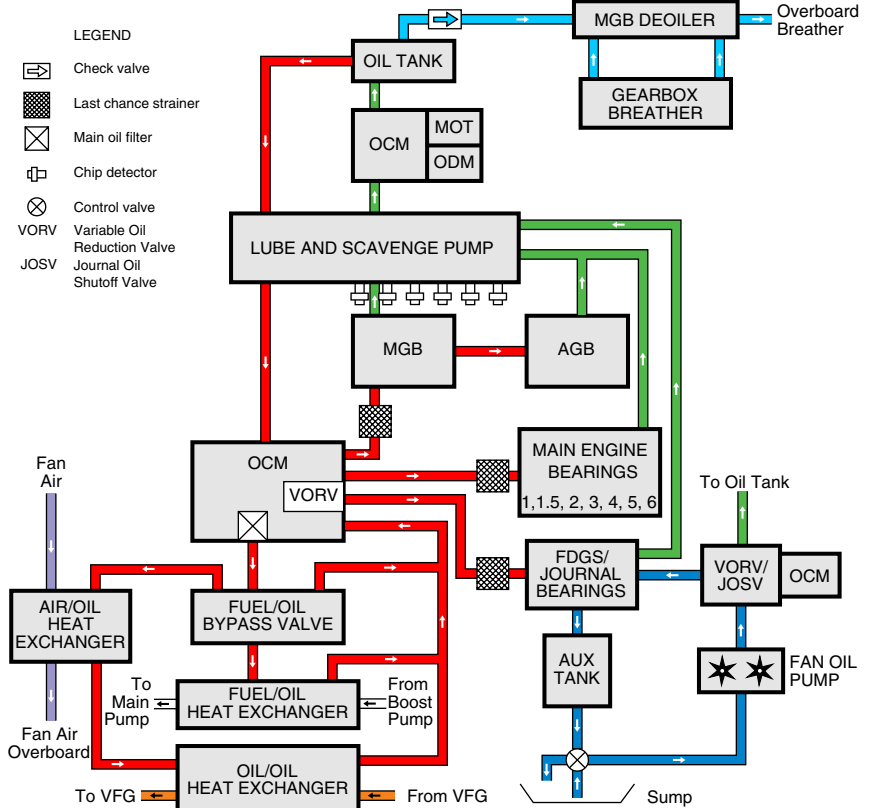 LEGEND
Check valve
Last chance strainer
Main oil filter
Chip detector
Control valve
VORV Variable Oil
Reduction Valve
JOSV Journal Oil
Shutoff Valve
MGB DEOILER
Overboard
Breather
OIL TANK
GEARBOX
BREATHER
OCM
MOT
ODM
LUBE AND SCAVENGE PUMP
MGB
AGB
OCM
VORV
MAIN ENGINE
BEARINGS
1,1.5, 2, 3, 4, 5, 6
Fan
Air
To Oil Tank
FDGS/
JOURNAL
BEARINGS
VORV/
JOSV
OCM
AIR/OIL
HEAT
EXCHANGER
FUEL/OIL
BYPASS VALVE
AUX
TANK
FAN OIL
PUMP
To
Main
Pump
FUEL/OIL
HEAT EXCHANGER
From
Boost
Pump
Fan Air
Overboard
OIL/OIL
HEAT EXCHANGER
To VFG
From VFG
Sump